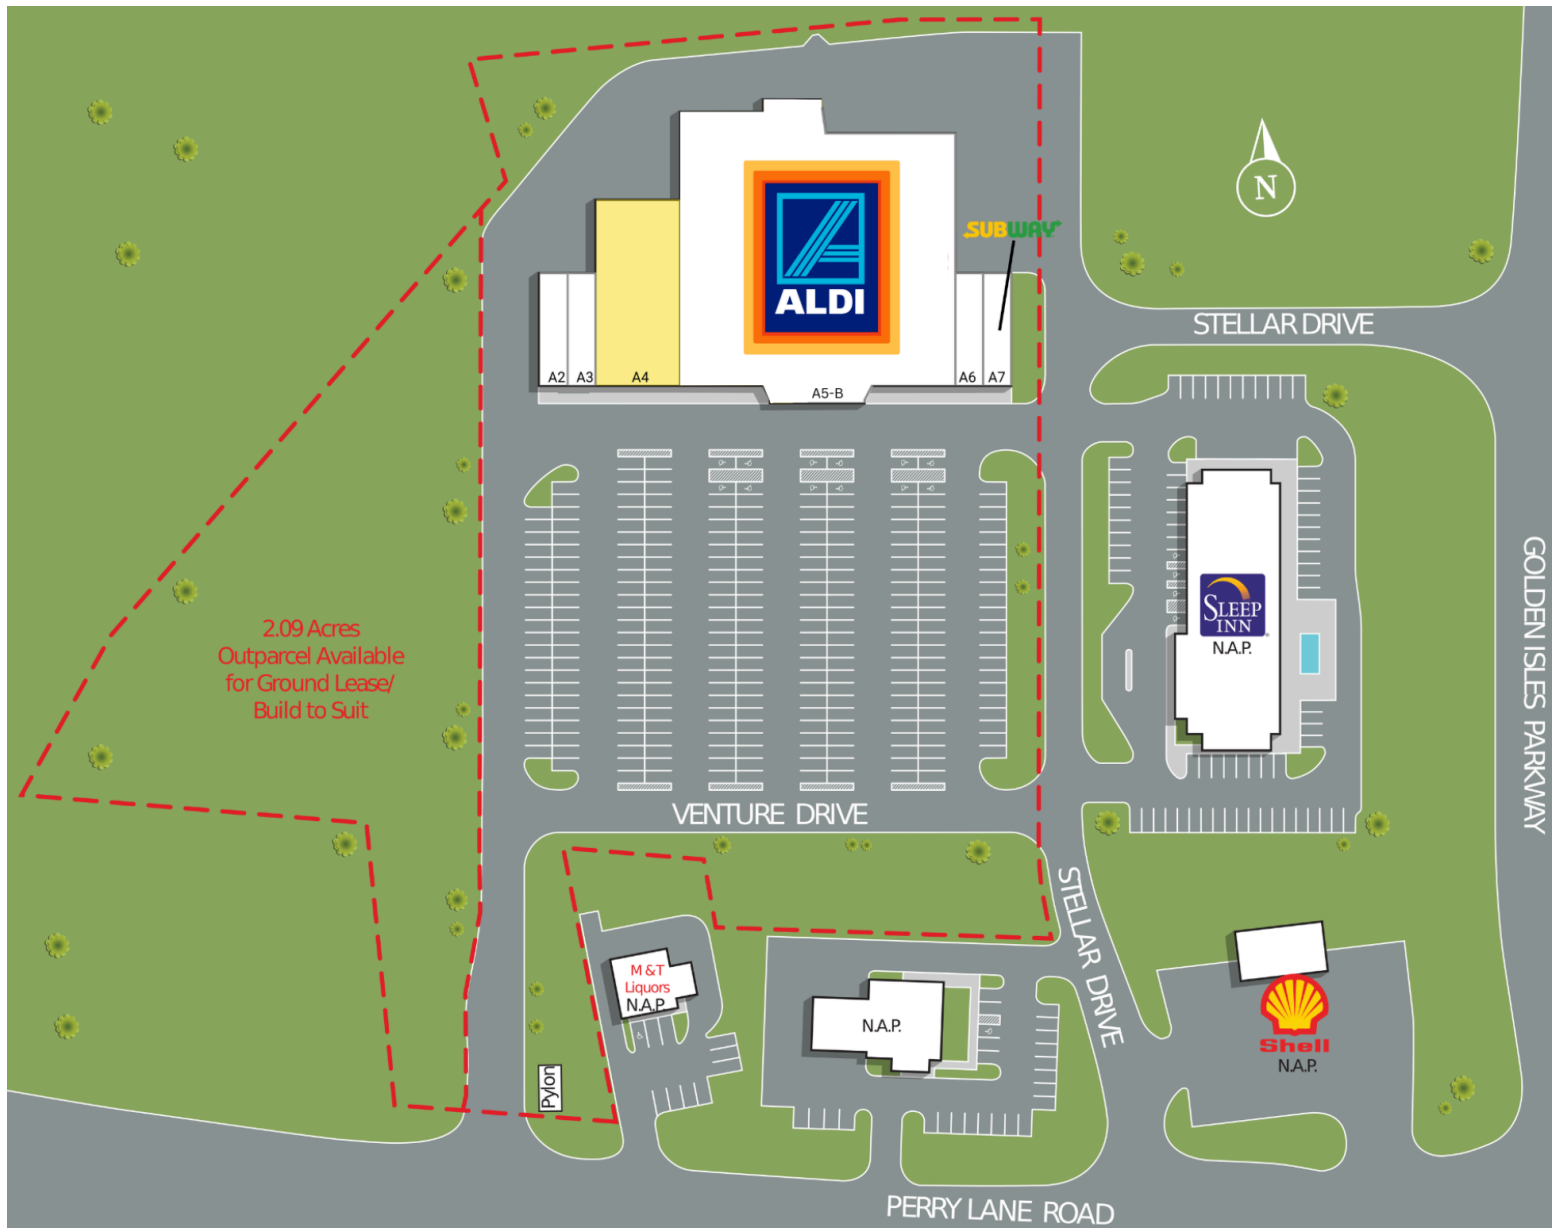 N
SUBWAY
ALDI
STELLAR DRIVE
A2
A3
A4
A5-B
A6
A7
SLEEP
INN
N.A.P.
GOLDEN ISLES PARKWAY
2.09 Acres
Outparcel Available
for Ground Lease/
Build to Suit
VENTURE DRIVE
STELLAR DRIVE
M & T
Liquors
N.A.P.
N.A.P.
Shell
N.A.P.
Pylon
PERRY LANE ROAD